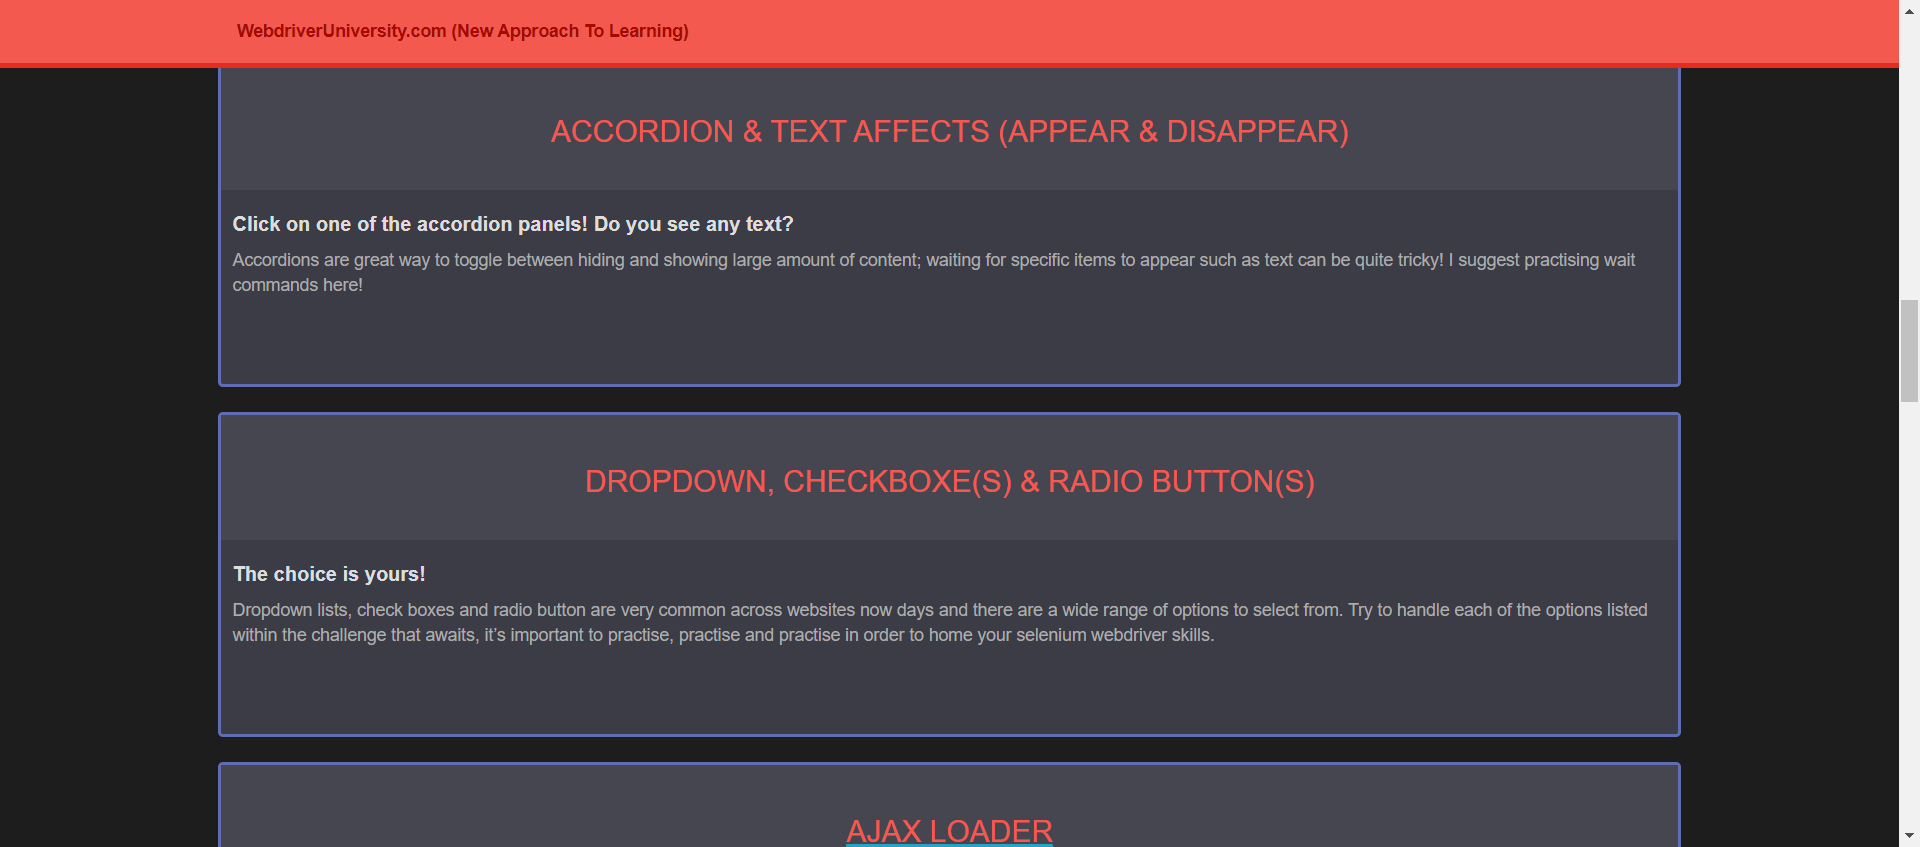 WebdriverUniversity.com (New Approach To Learning)
ACCORDION & TEXT AFFECTS (APPEAR & DISAPPEAR)
Click on one of the accordion panels! Do you see any text?
Accordions are great way to toggle between hiding and showing large amount of content; waiting for specific items to appear such as text can be quite tricky! I suggest practising wait
commands here!
DROPDOWN, CHECKBOXE(S) & RADIO BUTTON(S)
The choice is yours!
Dropdown lists, check boxes and radio button are very common across websites now days and there are a wide range of options to select from. Try to handle each of the options listed
within the challenge that awaits, it’s important to practise, practise and practise in order to home your selenium webdriver skills.
AJAX LOADER